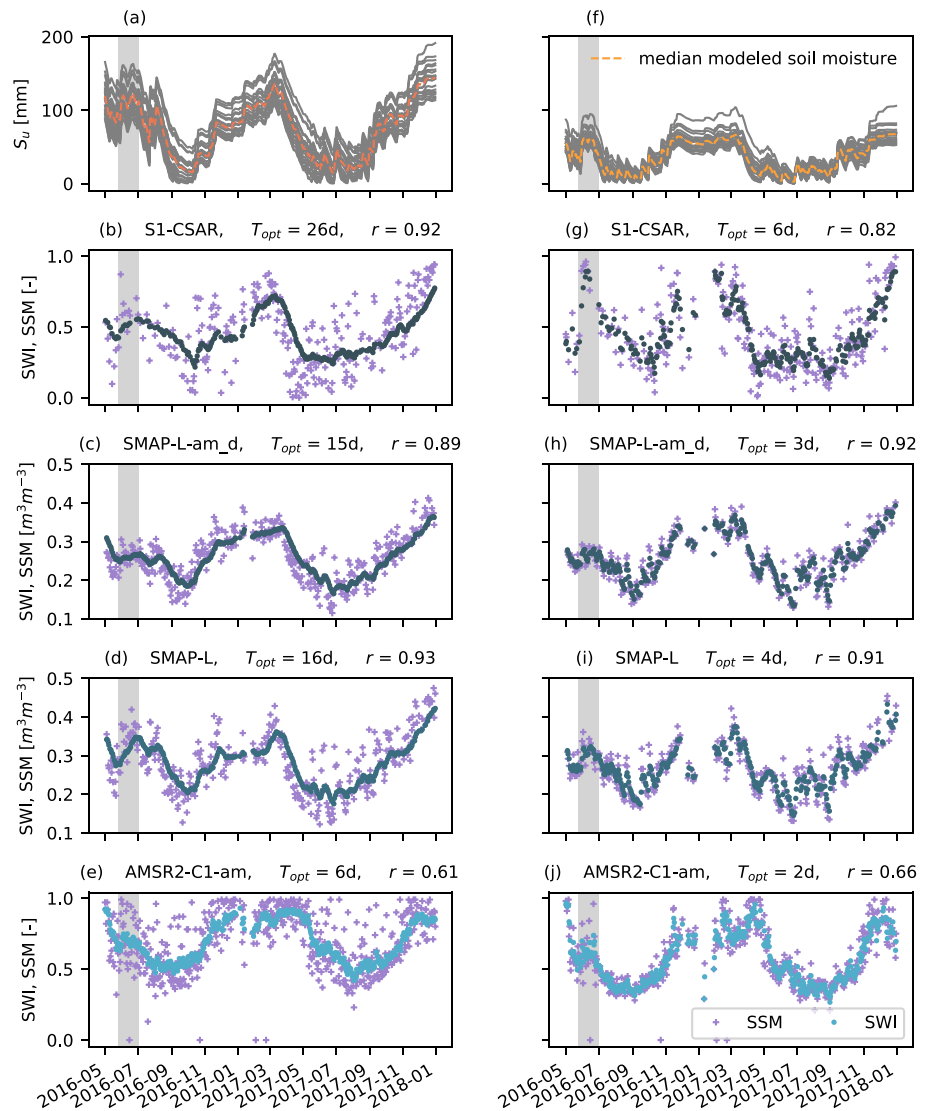 (a)
(f)
200
100
0
S_u [mm]
median modeled soil moisture
(b) S1-CSAR, T_opt = 26d, r = 0.92
(g) S1-CSAR, T_opt = 6d, r = 0.82
1.0
0.5
0.0
SWI, SSM [-]
(c) SMAP-L-am_d, T_opt = 15d, r = 0.89
(h) SMAP-L-am_d, T_opt = 3d, r = 0.92
0.5
0.4
0.3
0.2
0.1
SWI, SSM [m³m⁻³]
(d) SMAP-L, T_opt = 16d, r = 0.93
(i) SMAP-L T_opt = 4d, r = 0.91
0.5
0.4
0.3
0.2
0.1
SWI, SSM [m³m⁻³]
(e) AMSR2-C1-am, T_opt = 6d, r = 0.61
(j) AMSR2-C1-am, T_opt = 2d, r = 0.66
1.0
0.5
0.0
SWI, SSM [-]
SSM SWI
2016-05 2016-07 2016-09 2016-11 2017-01 2017-03 2017-05 2017-07 2017-09 2017-11 2018-01
2016-05 2016-07 2016-09 2016-11 2017-01 2017-03 2017-05 2017-07 2017-09 2017-11 2018-01